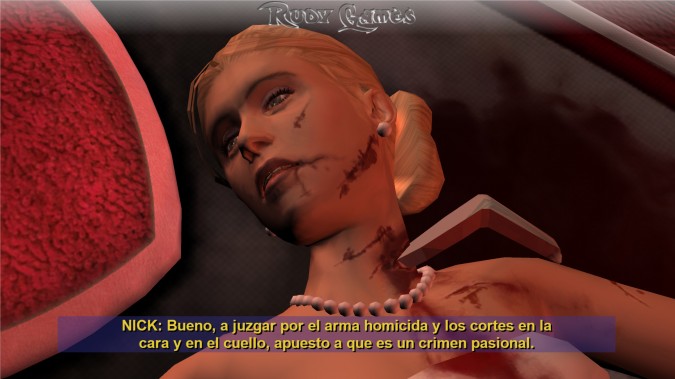 Rudy Games
NICK: Bueno, a juzgar por el arma homicida y los cortes en la
cara y en el cuello, apuesto a que es un crimen pasional.